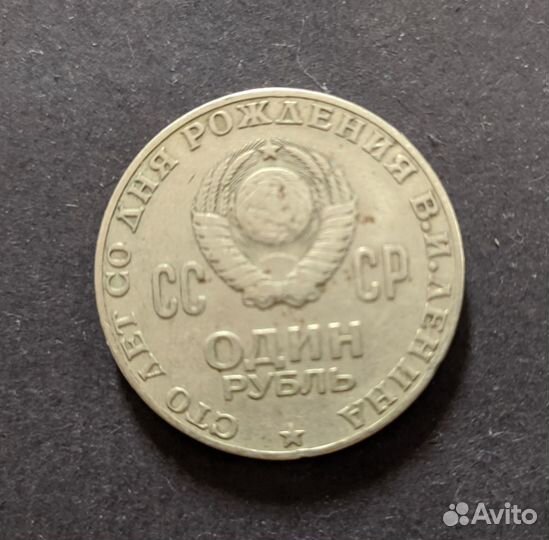 СТО ЛЕТ СО ДНЯ РОЖДЕНИЯ В.И.ЛЕНИНА
СС СР
ОДИН
РУБЛЬ
Avito